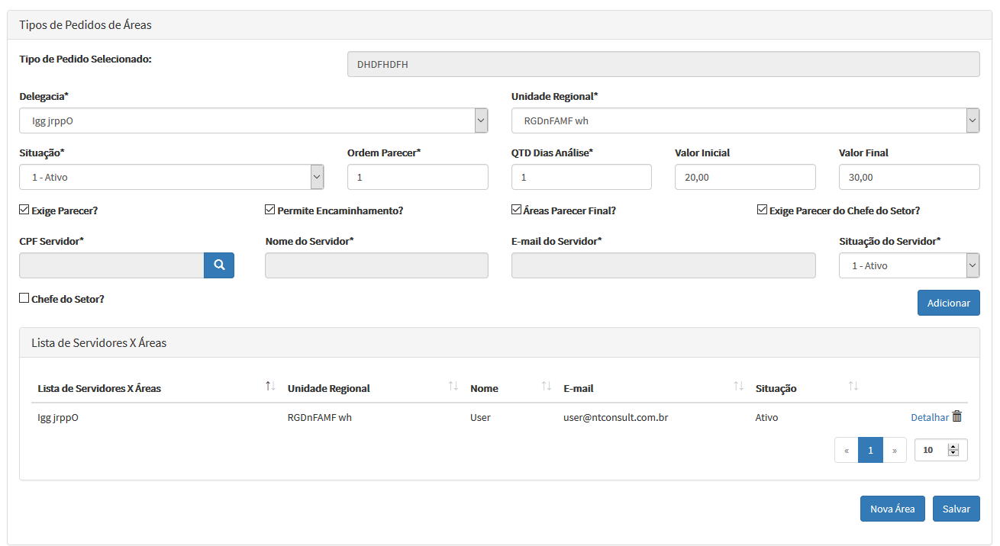 Tipos de Pedidos de Áreas
Tipo de Pedido Selecionado:
DHDFHDFH
Delegacia*
Unidade Regional*
Igg jrppO
RGDnFAMF wh
Situação*
Ordem Parecer*
QTD Dias Análise*
Valor Inicial
Valor Final
1 - Ativo
1
1
20,00
30,00
Exige Parecer?
Permite Encaminhamento?
Áreas Parecer Final?
Exige Parecer do Chefe do Setor?
CPF Servidor*
Nome do Servidor*
E-mail do Servidor*
Situação do Servidor*
1 - Ativo
Chefe do Setor?
Adicionar
Lista de Servidores X Áreas
Lista de Servidores X Áreas
Unidade Regional
Nome
E-mail
Situação
Igg jrppO
RGDnFAMF wh
User
user@ntconsult.com.br
Ativo
Detalhar
«
1
»
10
Nova Área
Salvar